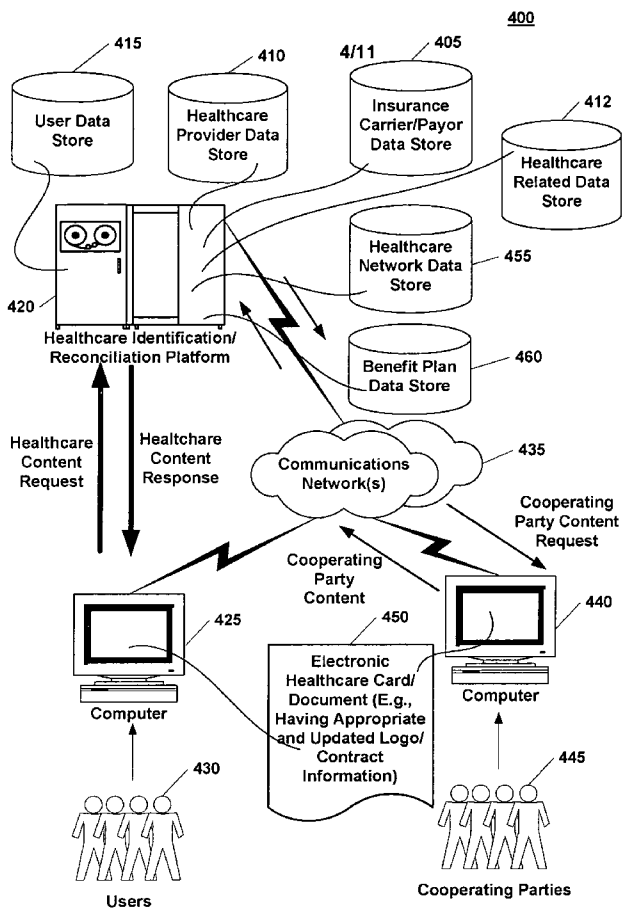 400
415
410
4/11
405
412
User Data
Store
Healthcare
Provider Data
Store
Insurance
Carrier/Payor
Data Store
Healthcare
Related Data
Store
Healthcare
Network Data
Store
455
420
Healthcare Identification/
Reconciliation Platform
Benefit Plan
Data Store
460
Healthcare
Content
Request
Healtchare
Content
Response
Communications
Network(s)
435
Cooperating
Party Content
Request
Cooperating
Party
Content
425
450
440
Electronic
Healthcare Card/
Document (E.g.,
Having Appropriate
and Updated Logo/
Contract
Information)
Computer
Computer
430
445
Users
Cooperating Parties